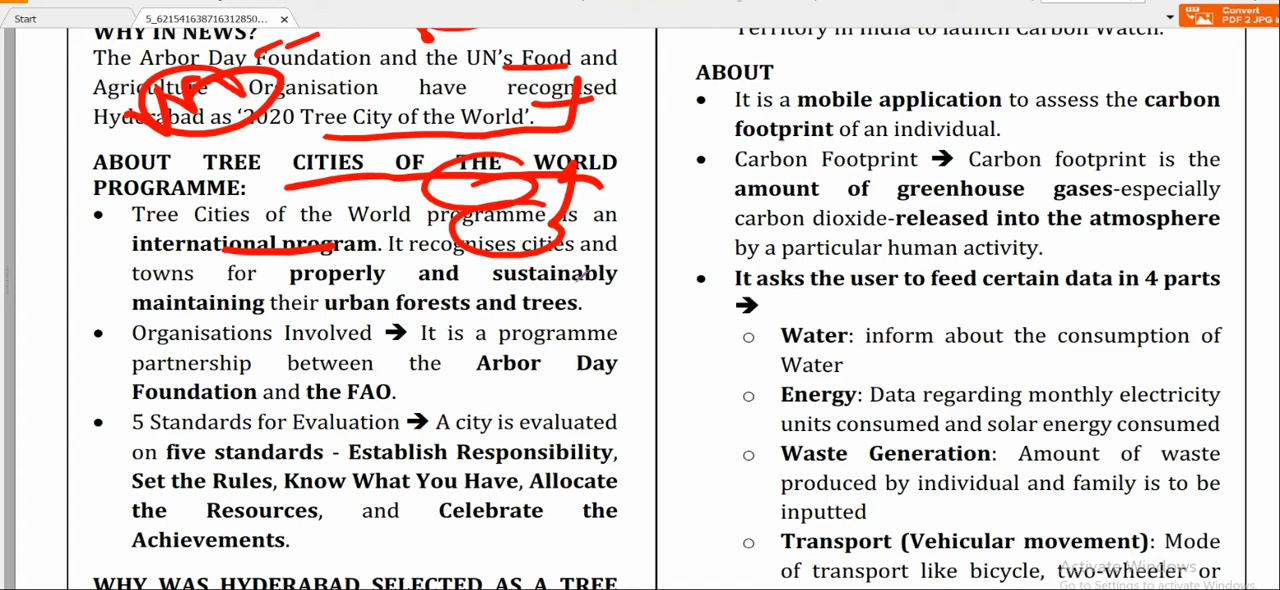 Start
5_621541638716312850...
Convert
PDF 2 JPG i
WHY IN NEWS?
The Arbor Day Foundation and the UN's Food and
Agriculture Organisation have recognised
Hyderabad as '2020 Tree City of the World'.
ABOUT TREE CITIES OF THE WORLD
PROGRAMME:
• Tree Cities of the World programme is an
international program. It recognises cities and
towns for properly and sustainably
maintaining their urban forests and trees.
• Organisations Involved ➔ It is a programme
partnership between the Arbor Day
Foundation and the FAO.
• 5 Standards for Evaluation ➔ A city is evaluated
on five standards - Establish Responsibility,
Set the Rules, Know What You Have, Allocate
the Resources, and Celebrate the
Achievements.
WHY WAS HYDERABAD SELECTED AS A TREE
Territory in India to launch Carbon Watch.
ABOUT
• It is a mobile application to assess the carbon
footprint of an individual.
• Carbon Footprint ➔ Carbon footprint is the
amount of greenhouse gases-especially
carbon dioxide-released into the atmosphere
by a particular human activity.
• It asks the user to feed certain data in 4 parts
➔
o Water: inform about the consumption of
Water
o Energy: Data regarding monthly electricity
units consumed and solar energy consumed
o Waste Generation: Amount of waste
produced by individual and family is to be
inputted
o Transport (Vehicular movement): Mode
of transport like bicycle, two-wheeler or
Activate Windows
Go to Settings to activate Windows.